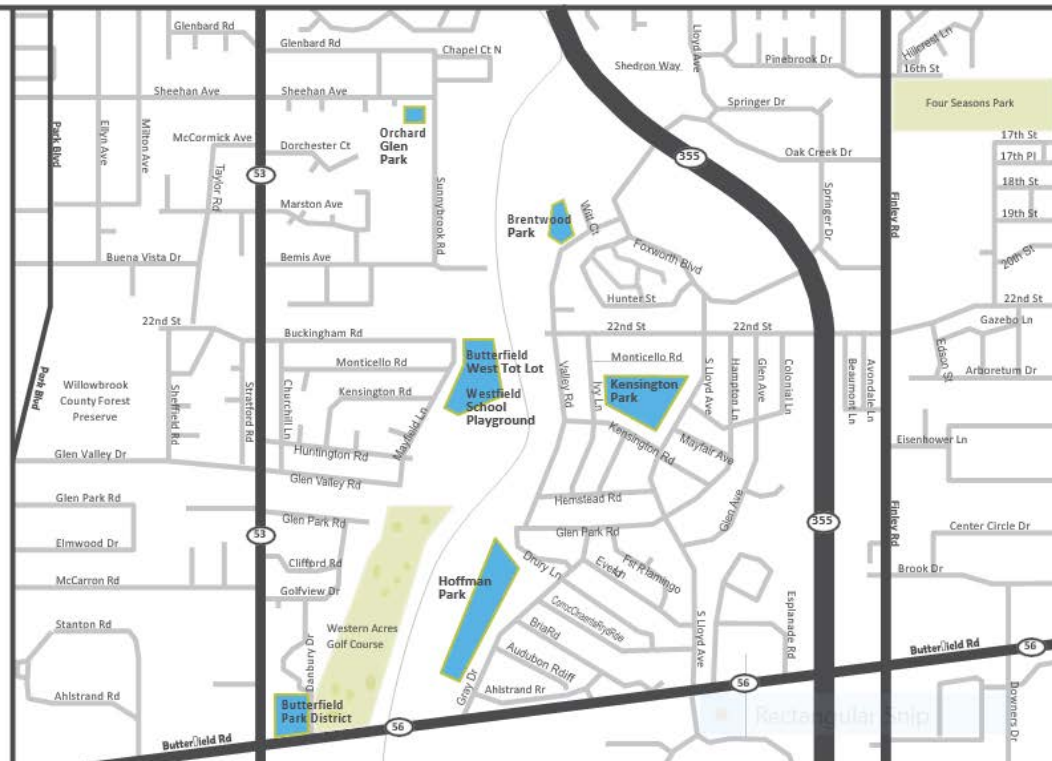 Glenbard Rd
Glenbard Rd
Chapel Ct N
Lloyd Ave
Shedron Way
Pinebrook Dr
Hillcrest Ln
16th St
Sheehan Ave
Sheehan Ave
Springer Dr
Four Seasons Park
Park Blvd
Ellyn Ave
Milton Ave
McCormick Ave
Dorchester Ct
Orchard
Glen
Park
355
Oak Creek Dr
17th St
17th Pl
18th St
53
Taylor Rd
Sunnybrook Rd
Marston Ave
Brentwood
Park
Witt Ct
Springer Dr
Finley Rd
19th St
20th St
Buena Vista Dr
Bemis Ave
Foxworth Blvd
Hunter St
22nd St
22nd St
Buckingham Rd
22nd St
22nd St
Gazebo Ln
Edson St
Butterfield
West Tot Lot
Monticello Rd
Monticello Rd
Valley Rd
Ivy Ln
S Lloyd Ave
Hampton Ln
Glen Ave
Colonial Ln
Beaumont Ln
Avondale Ln
Arboretum Dr
Park Blvd
Willowbrook
County Forest
Preserve
Sheffield Rd
Stratford Rd
Churchill Ln
Kensington Rd
Westfield
School
Playground
Kensington
Park
Mayfield Ln
Kensington Rd
Mayfair Ave
Eisenhower Ln
Glen Valley Dr
Huntington Rd
Glen Valley Rd
Glen Park Rd
Hemstead Rd
Glen Ave
Finley Rd
Glen Park Rd
355
Center Circle Dr
53
Glen Park Rd
Elmwood Dr
Clifford Rd
Drury Ln
Brook Dr
McCarron Rd
Golfview Dr
Hoffman
Park
Stanton Rd
Western Acres
Golf Course
Danbury Dr
BriaRd
S Lloyd Ave
Esplanade Rd
Audubon Rdiff
Butterfield Rd
56
Ahlstrand Rd
Gray Dr
Ahlstrand Rr
56
Downers Dr
Butterfield
Park District
56
Butterfield Rd
Rectangular Snip